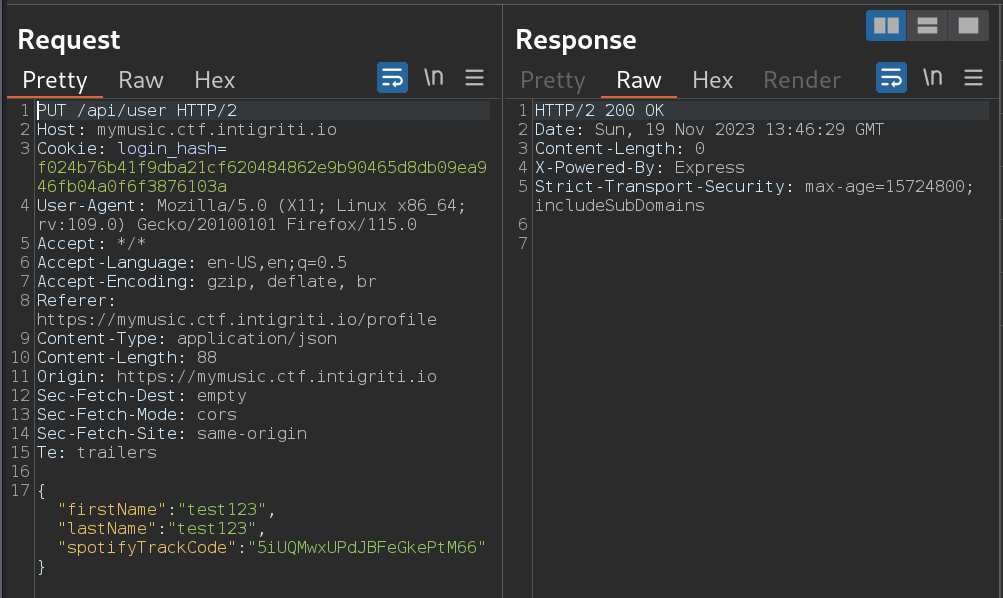 Request
Pretty Raw Hex \n
1 PUT /api/user HTTP/2
2 Host: mymusic.ctf.intigriti.io
3 Cookie: login_hash=
f024b76b41f9dba21cf620484862e9b90465d8db09ea9
46fb04a0f6f3876103a
4 User-Agent: Mozilla/5.0 (X11; Linux x86_64;
rv:109.0) Gecko/20100101 Firefox/115.0
5 Accept: */*
6 Accept-Language: en-US,en;q=0.5
7 Accept-Encoding: gzip, deflate, br
8 Referer:
https://mymusic.ctf.intigriti.io/profile
9 Content-Type: application/json
10 Content-Length: 88
11 Origin: https://mymusic.ctf.intigriti.io
12 Sec-Fetch-Dest: empty
13 Sec-Fetch-Mode: cors
14 Sec-Fetch-Site: same-origin
15 Te: trailers
16
17 {
"firstName":"test123",
"lastName":"test123",
"spotifyTrackCode":"5iUQMwxUPdJBFeGkePtM66"
}
Response
Pretty Raw Hex Render \n
1 HTTP/2 200 OK
2 Date: Sun, 19 Nov 2023 13:46:29 GMT
3 Content-Length: 0
4 X-Powered-By: Express
5 Strict-Transport-Security: max-age=15724800;
includeSubDomains
6
7